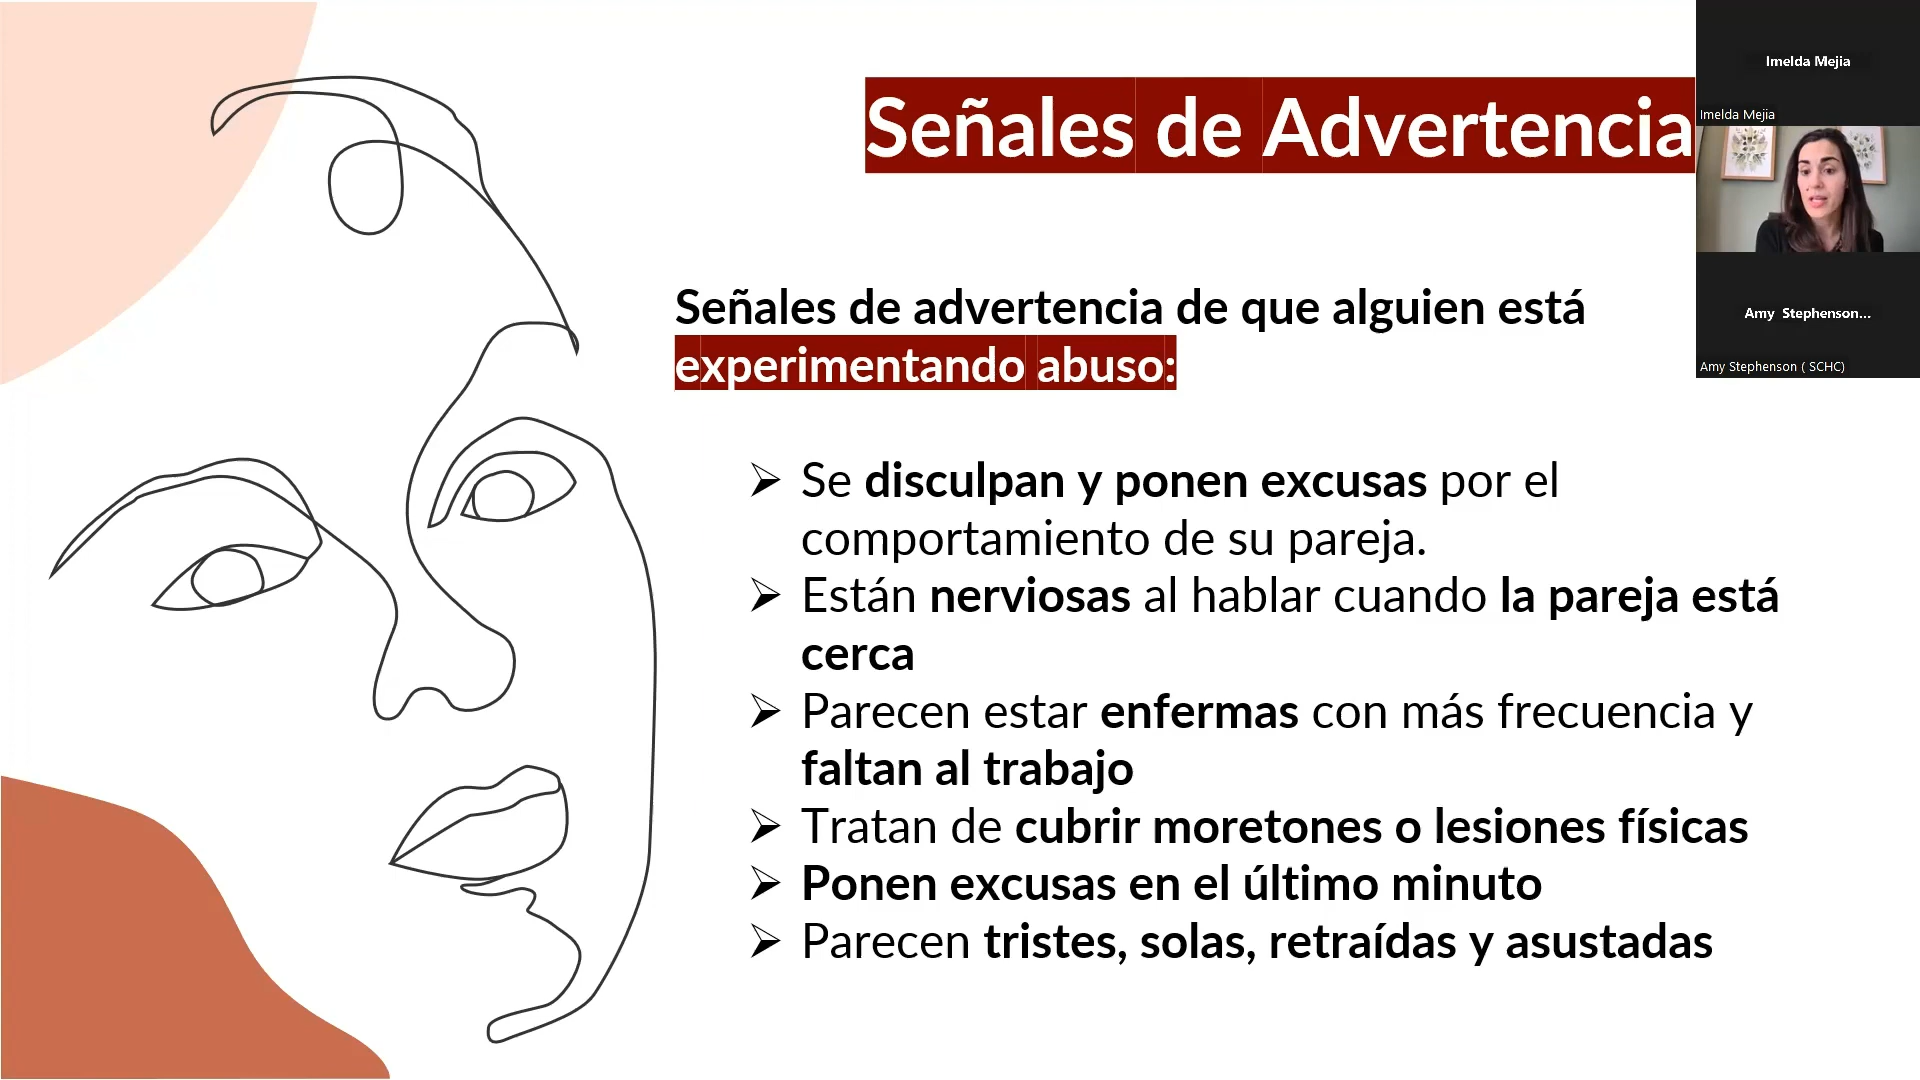 Señales de Advertencia
Imelda Mejia
Imelda Mejia
Amy Stephenson...
Amy Stephenson ( SCHC)
Señales de advertencia de que alguien está
experimentando abuso:
➢ Se disculpan y ponen excusas por el
comportamiento de su pareja.
➢ Están nerviosas al hablar cuando la pareja está
cerca
➢ Parecen estar enfermas con más frecuencia y
faltan al trabajo
➢ Tratan de cubrir moretones o lesiones físicas
➢ Ponen excusas en el último minuto
➢ Parecen tristes, solas, retraídas y asustadas